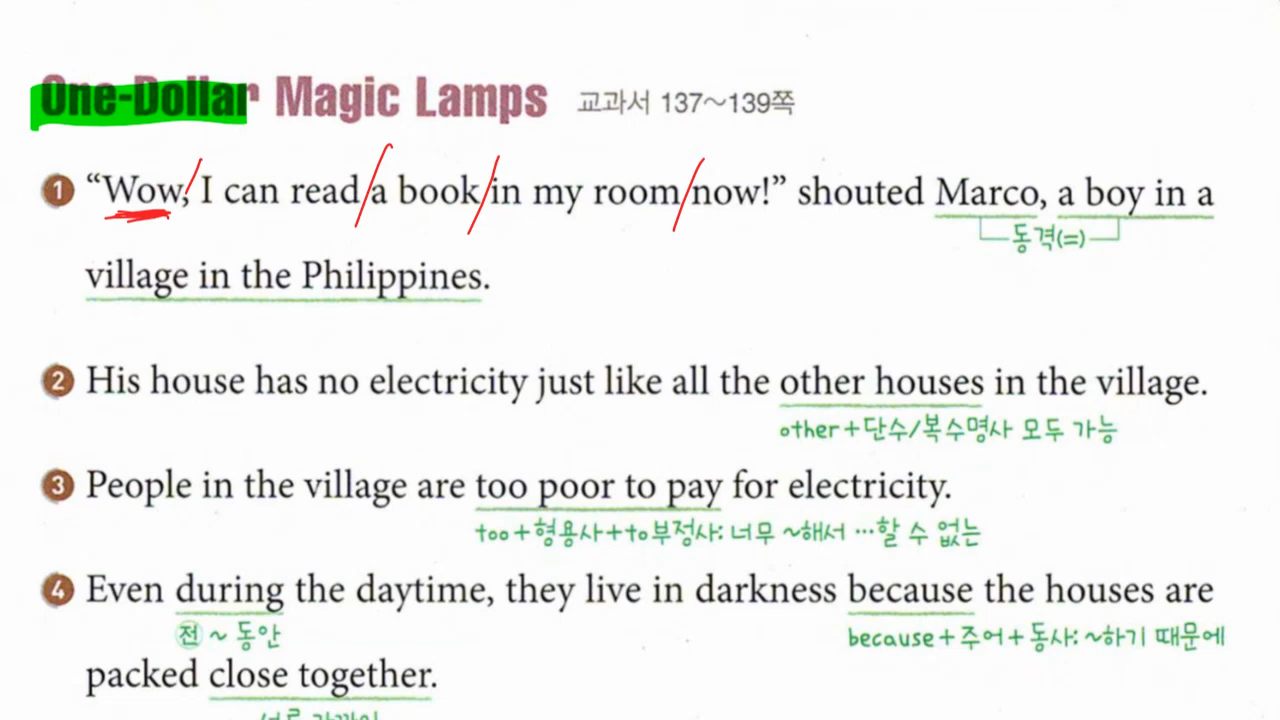 One-Dollar Magic Lamps 교과서 137~139쪽
1 “Wow, I can read a book in my room now!” shouted Marco, a boy in a
동격(=)
village in the Philippines.
2 His house has no electricity just like all the other houses in the village.
other+단수/복수명사 모두 가능
3 People in the village are too poor to pay for electricity.
too+형용사+to부정사: 너무 ~해서 …할 수 없는
4 Even during the daytime, they live in darkness because the houses are
전 ~ 동안 because+주어+동사: ~하기 때문에
packed close together.